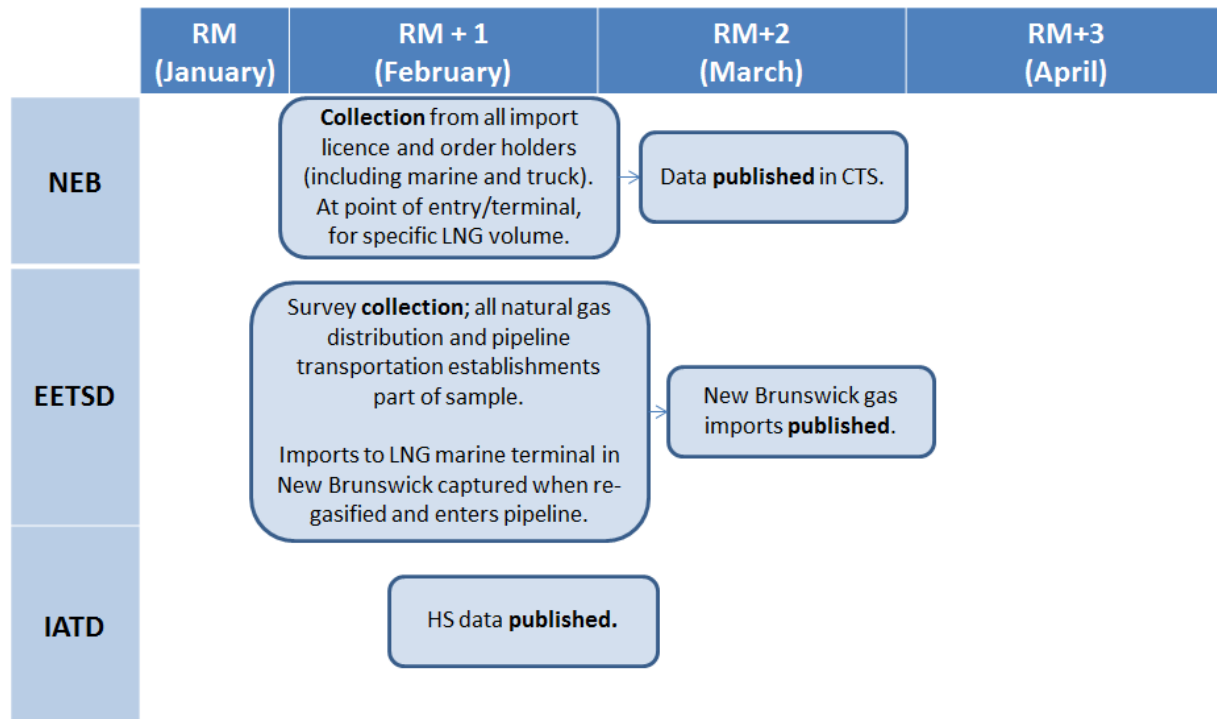 RM
(January)
RM + 1
(February)
RM+2
(March)
RM+3
(April)
NEB
Collection from all import
licence and order holders
(including marine and truck).
At point of entry/terminal,
for specific LNG volume.
Data published in CTS.
EETSD
Survey collection; all natural gas
distribution and pipeline
transportation establishments
part of sample.
Imports to LNG marine terminal in
New Brunswick captured when re-
gasified and enters pipeline.
New Brunswick gas
imports published.
IATD
HS data published.